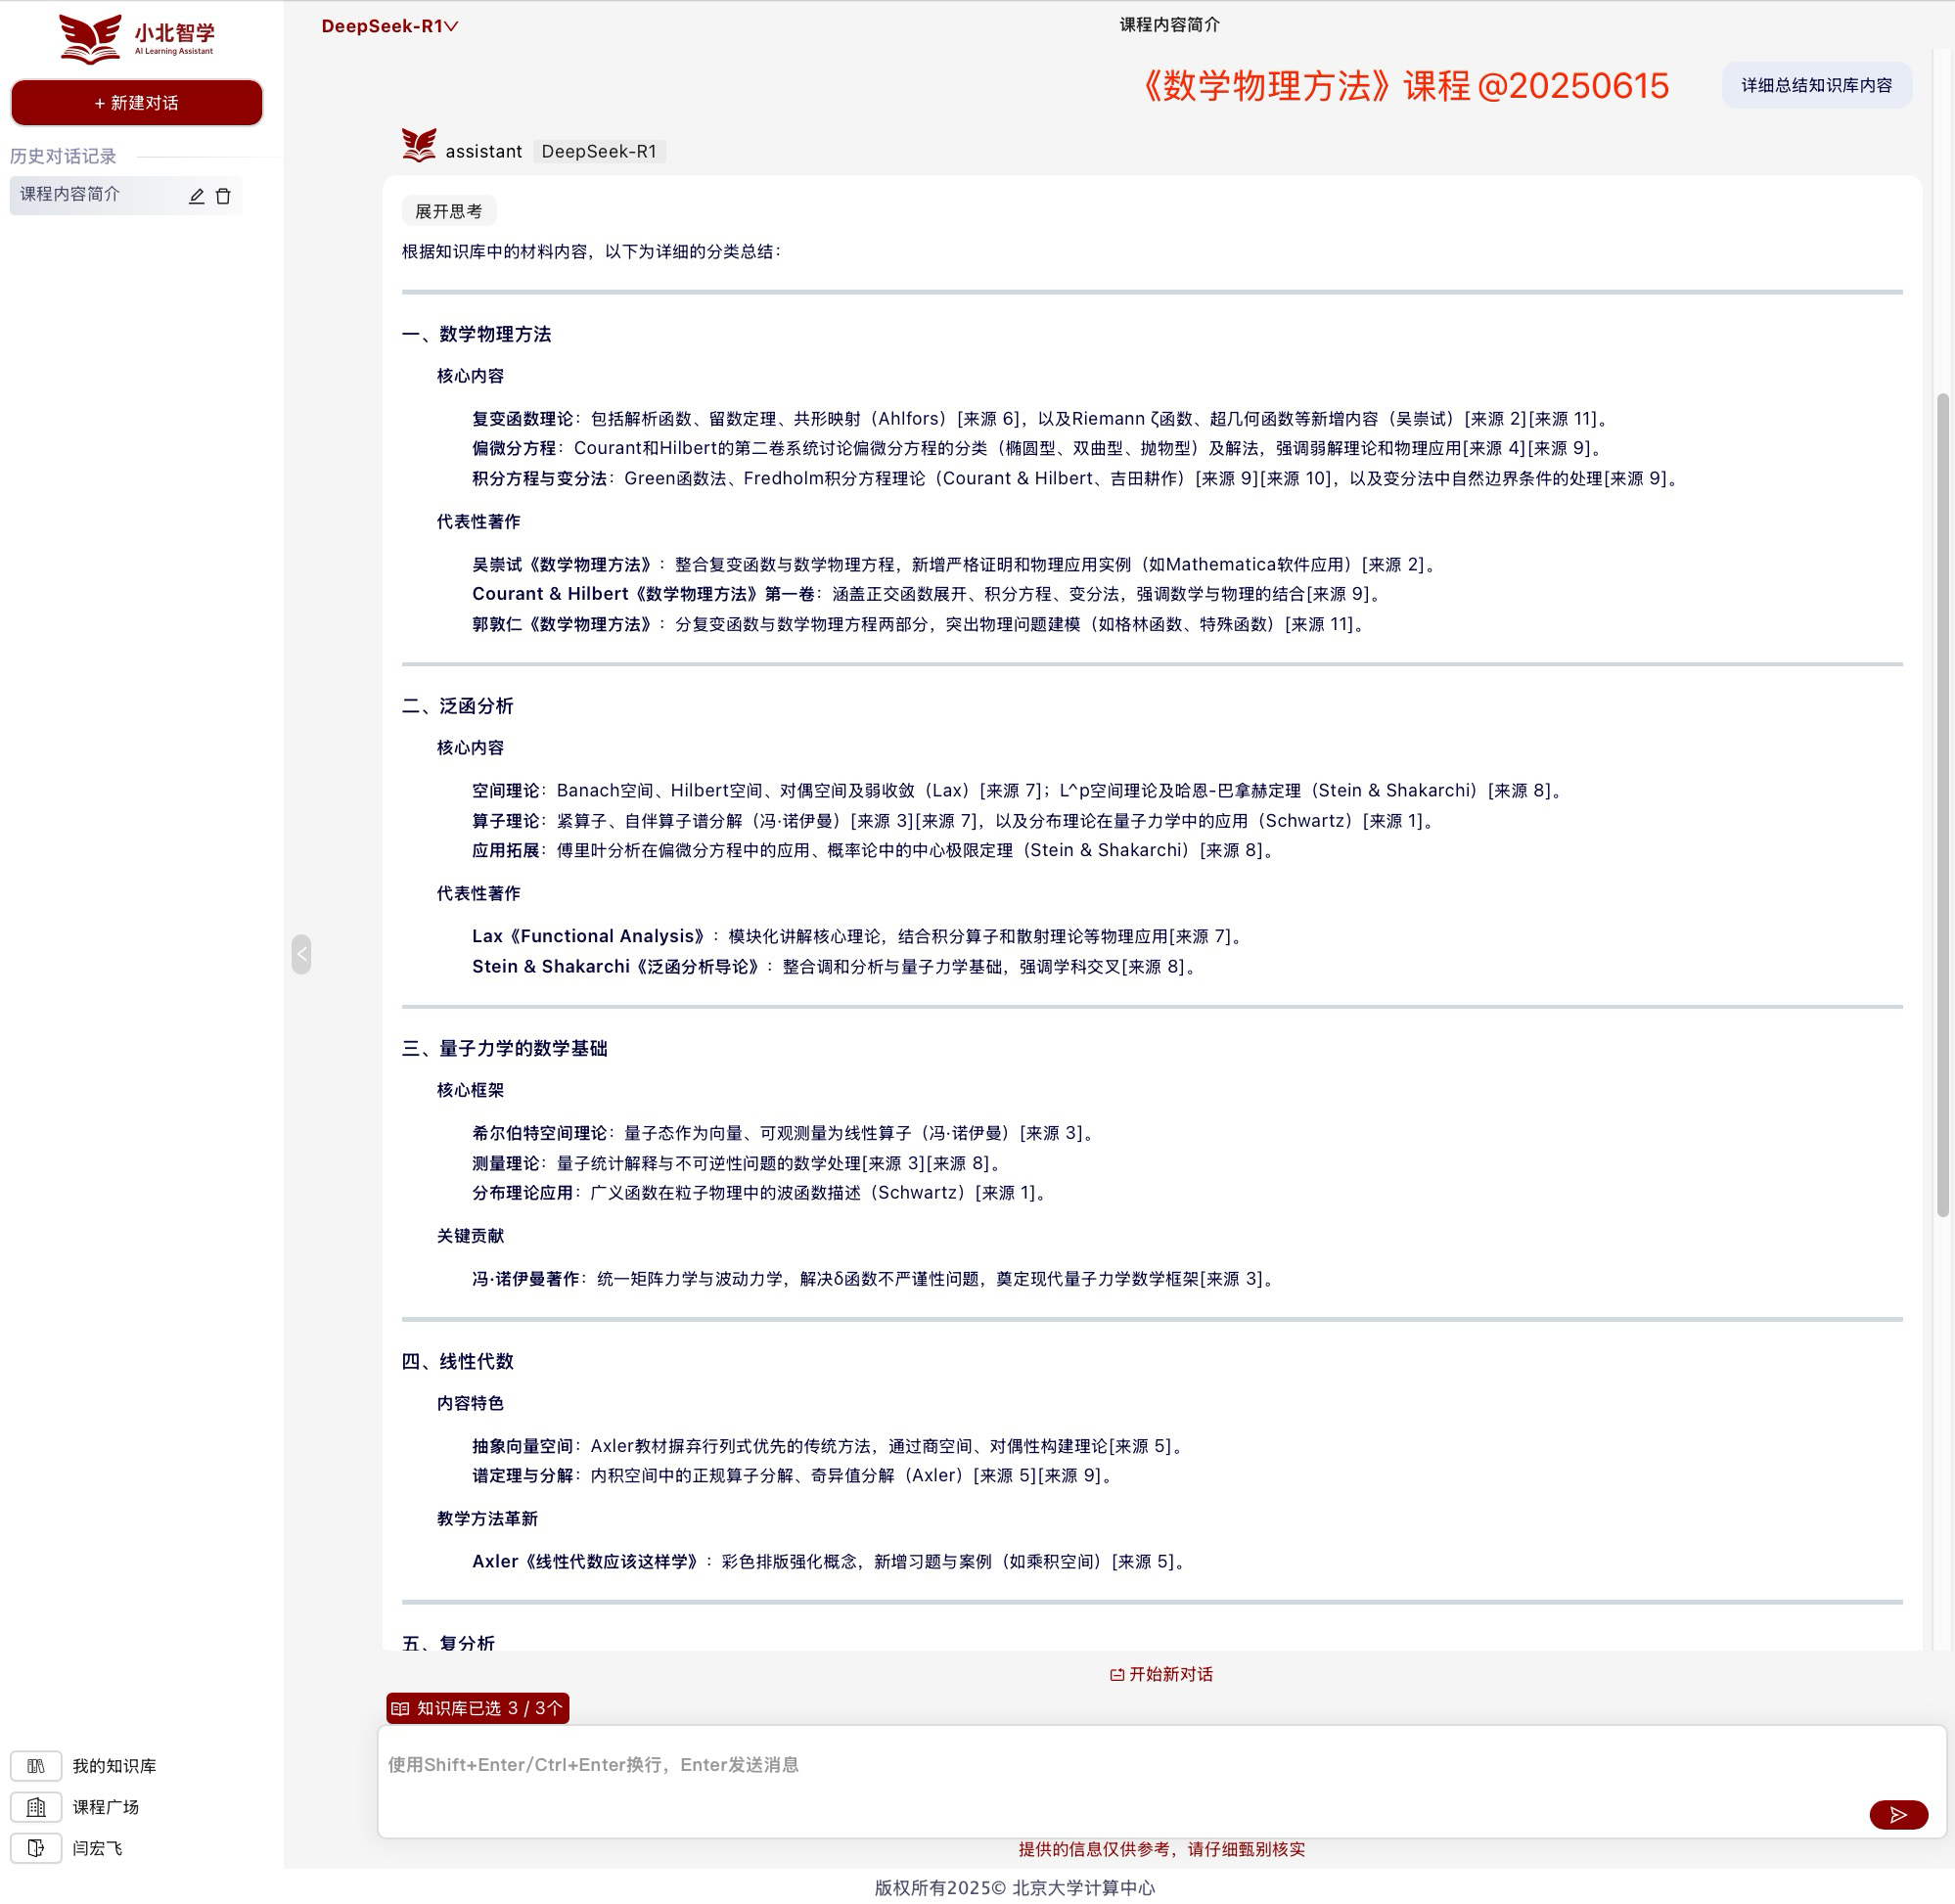 小北智学
AI Learning Assistant
+ 新建对话
历史对话记录
课程内容简介
DeepSeek-R1
课程内容简介
《数学物理方法》课程 @20250615
详细总结知识库内容
assistant DeepSeek-R1
展开思考
根据知识库中的材料内容，以下为详细的分类总结：
一、数学物理方法
核心内容
复变函数理论：包括解析函数、留数定理、共形映射（Ahlfors）[来源 6]，以及Riemann ζ函数、超几何函数等新增内容（吴崇试）[来源 2][来源 11]。
偏微分方程：Courant和Hilbert的第二卷系统讨论偏微分方程的分类（椭圆型、双曲型、抛物型）及解法，强调弱解理论和物理应用[来源 4][来源 9]。
积分方程与变分法：Green函数法、Fredholm积分方程理论（Courant & Hilbert、吉田耕作）[来源 9][来源 10]，以及变分法中自然边界条件的处理[来源 9]。
代表性著作
吴崇试《数学物理方法》：整合复变函数与数学物理方程，新增严格证明和物理应用实例（如Mathematica软件应用）[来源 2]。
Courant & Hilbert《数学物理方法》第一卷：涵盖正交函数展开、积分方程、变分法，强调数学与物理的结合[来源 9]。
郭敦仁《数学物理方法》：分复变函数与数学物理方程两部分，突出物理问题建模（如格林函数、特殊函数）[来源 11]。
二、泛函分析
核心内容
空间理论：Banach空间、Hilbert空间、对偶空间及弱收敛（Lax）[来源 7]；L^p空间理论及哈恩-巴拿赫定理（Stein & Shakarchi）[来源 8]。
算子理论：紧算子、自伴算子谱分解（冯·诺伊曼）[来源 3][来源 7]，以及分布理论在量子力学中的应用（Schwartz）[来源 1]。
应用拓展：傅里叶分析在偏微分方程中的应用、概率论中的中心极限定理（Stein & Shakarchi）[来源 8]。
代表性著作
Lax《Functional Analysis》：模块化讲解核心理论，结合积分算子和散射理论等物理应用[来源 7]。
Stein & Shakarchi《泛函分析导论》：整合调和分析与量子力学基础，强调学科交叉[来源 8]。
三、量子力学的数学基础
核心框架
希尔伯特空间理论：量子态作为向量、可观测量为线性算子（冯·诺伊曼）[来源 3]。
测量理论：量子统计解释与不可逆性问题的数学处理[来源 3][来源 8]。
分布理论应用：广义函数在粒子物理中的波函数描述（Schwartz）[来源 1]。
关键贡献
冯·诺伊曼著作：统一矩阵力学与波动力学，解决δ函数不严谨性问题，奠定现代量子力学数学框架[来源 3]。
四、线性代数
内容特色
抽象向量空间：Axler教材摒弃行列式优先的传统方法，通过商空间、对偶性构建理论[来源 5]。
谱定理与分解：内积空间中的正规算子分解、奇异值分解（Axler）[来源 5][来源 9]。
教学方法革新
Axler《线性代数应该这样学》：彩色排版强化概念，新增习题与案例（如乘积空间）[来源 5]。
五、复分析
开始新对话
知识库已选 3 / 3个
使用Shift+Enter/Ctrl+Enter换行，Enter发送消息
我的知识库
课程广场
闫宏飞
提供的信息仅供参考，请仔细甄别核实
版权所有2025© 北京大学计算中心